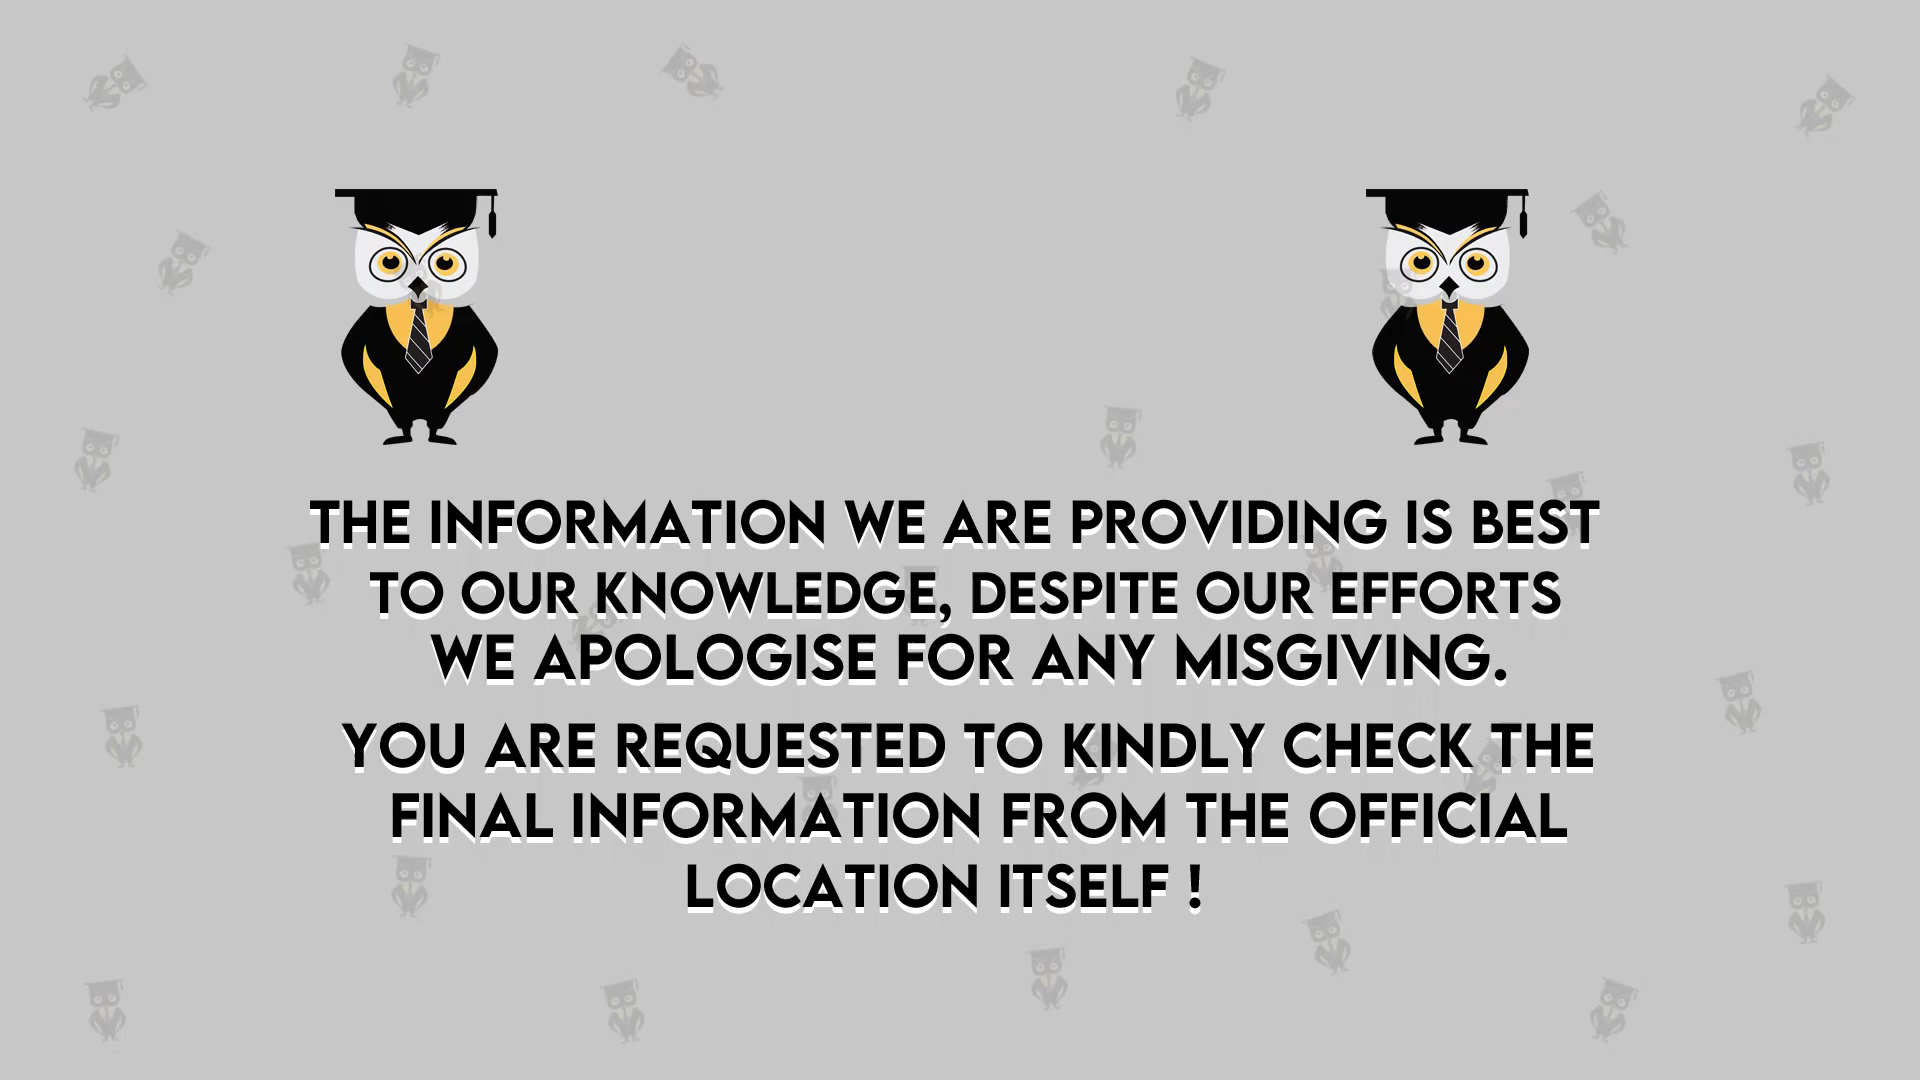 THE INFORMATION WE ARE PROVIDING IS BEST
TO OUR KNOWLEDGE, DESPITE OUR EFFORTS
WE APOLOGISE FOR ANY MISGIVING.
YOU ARE REQUESTED TO KINDLY CHECK THE
FINAL INFORMATION FROM THE OFFICIAL
LOCATION ITSELF !